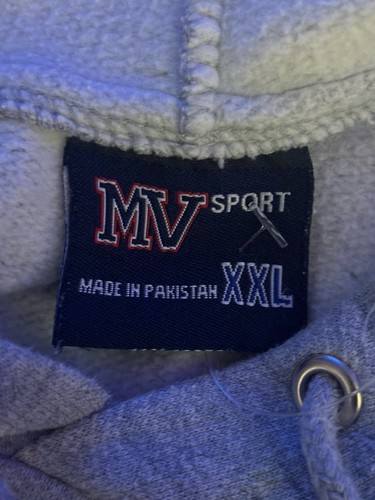 MV SPORT
MADE IN PAKISTAN XXL